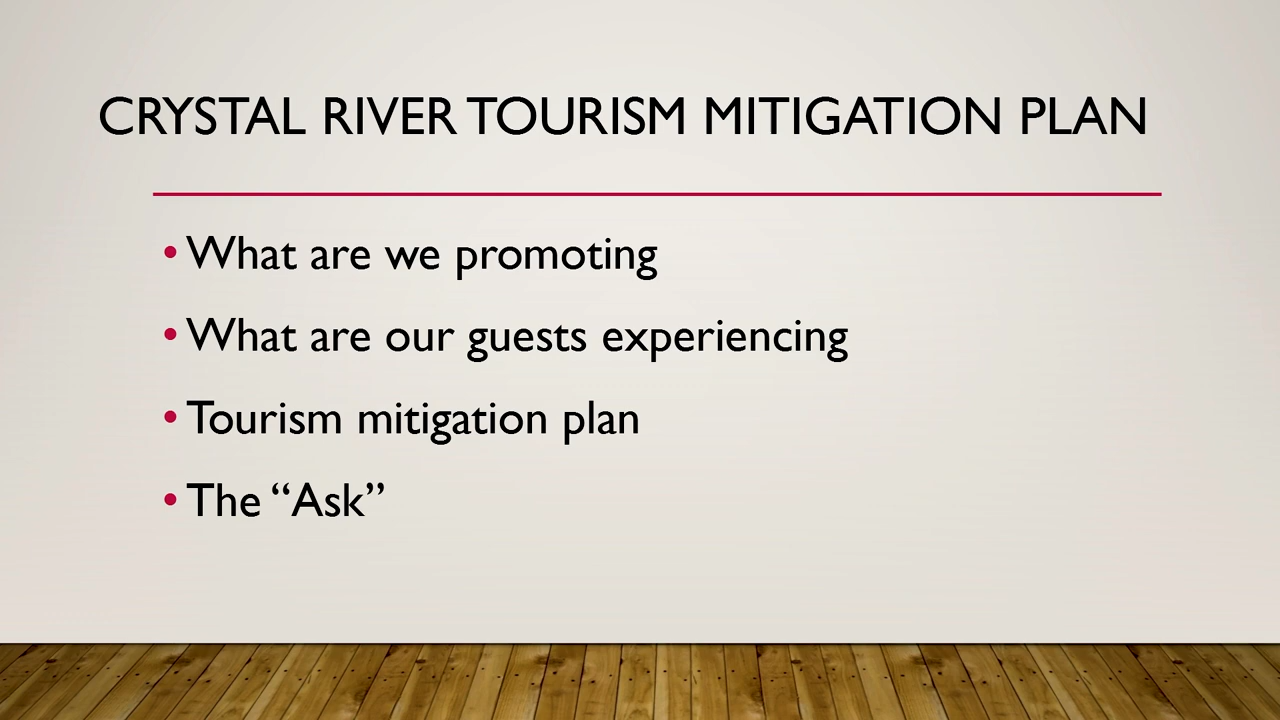 CRYSTAL RIVER TOURISM MITIGATION PLAN
• What are we promoting
• What are our guests experiencing
• Tourism mitigation plan
• The “Ask”